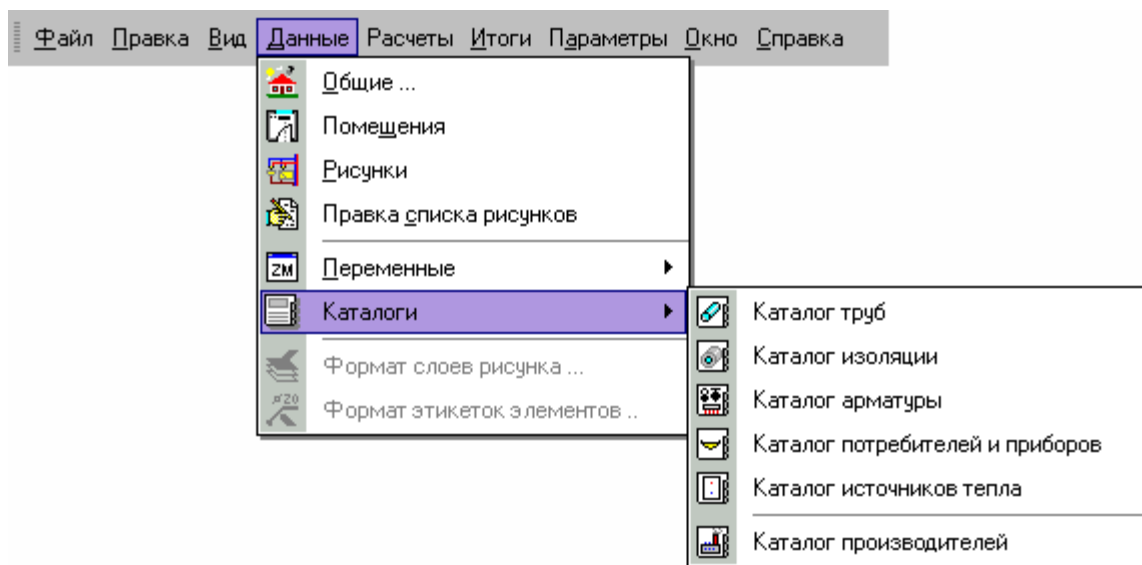 Файл Правка Вид Данные Расчеты Итоги Параметры Окно Справка
Общие ...
Помещения
Рисунки
Правка списка рисунков
ZM Переменные
Каталоги
Каталог труб
Каталог изоляции
Каталог арматуры
Каталог потребителей и приборов
Каталог источников тепла
Каталог производителей
Формат слоев рисунка ...
Формат этикеток элементов ..